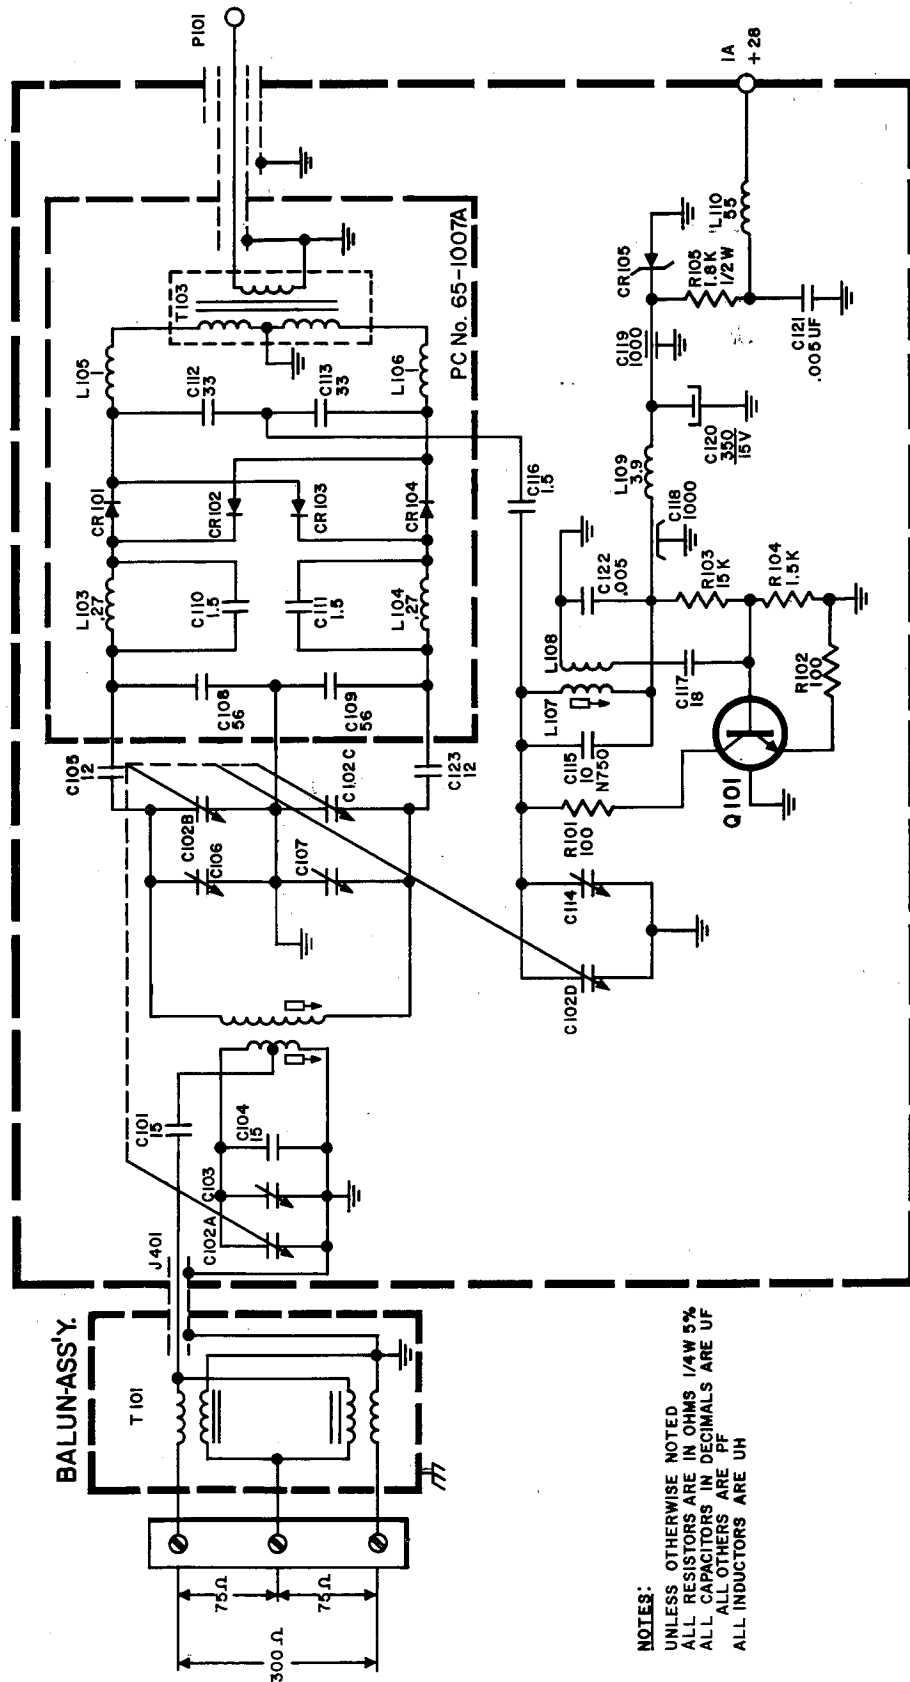 BALUN-ASS'Y.
T101
75Ω
75Ω
300Ω
J401
C101
15
C102A
C103
C104
15
C102B
C106
C107
C102C
C105
12
C123
12
C108
56
C109
56
L103
.27
C110
1.5
C111
1.5
L104
.27
CR101
CR102
CR103
CR104
C112
33
C113
33
L105
L106
T103
PC No. 65-1007A
P101
C116
1.5
C102D
C114
R101
100
C115
10
N750
L107
L108
C122
.005
C117
18
Q101
R102
100
R103
15K
R104
1.5K
C118
1000
L109
3.9
C120
350
15V
C119
1000
CR105
R105
1.8K
1/2W
C121
.005UF
L110
55
1A
+28
NOTES:
UNLESS OTHERWISE NOTED
ALL RESISTORS ARE IN OHMS 1/4W 5%
ALL CAPACITORS IN DECIMALS ARE UF
ALL OTHERS ARE PF
ALL INDUCTORS ARE UH